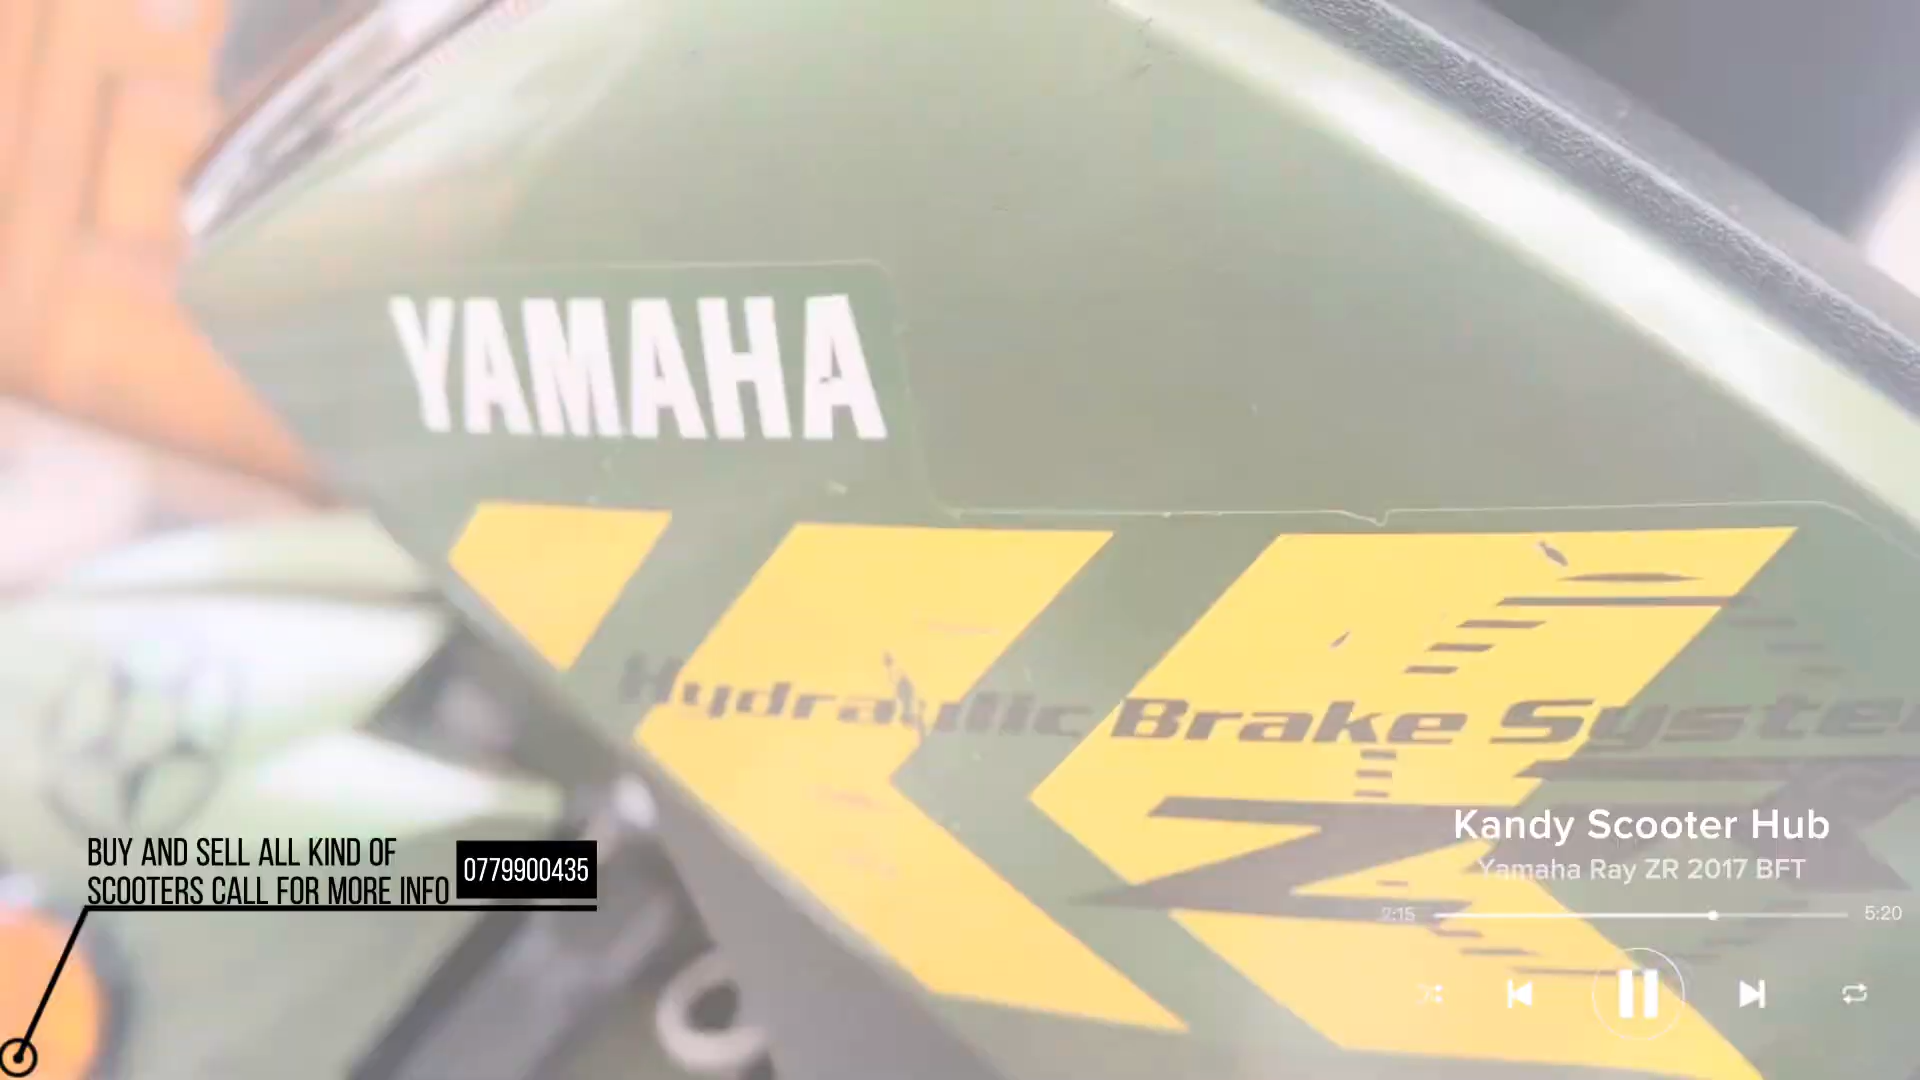 YAMAHA
Hydraulic Brake System
BUY AND SELL ALL KIND OF
SCOOTERS CALL FOR MORE INFO
0779900435
Kandy Scooter Hub
Yamaha Ray ZR 2017 BFT
2:15
5:20